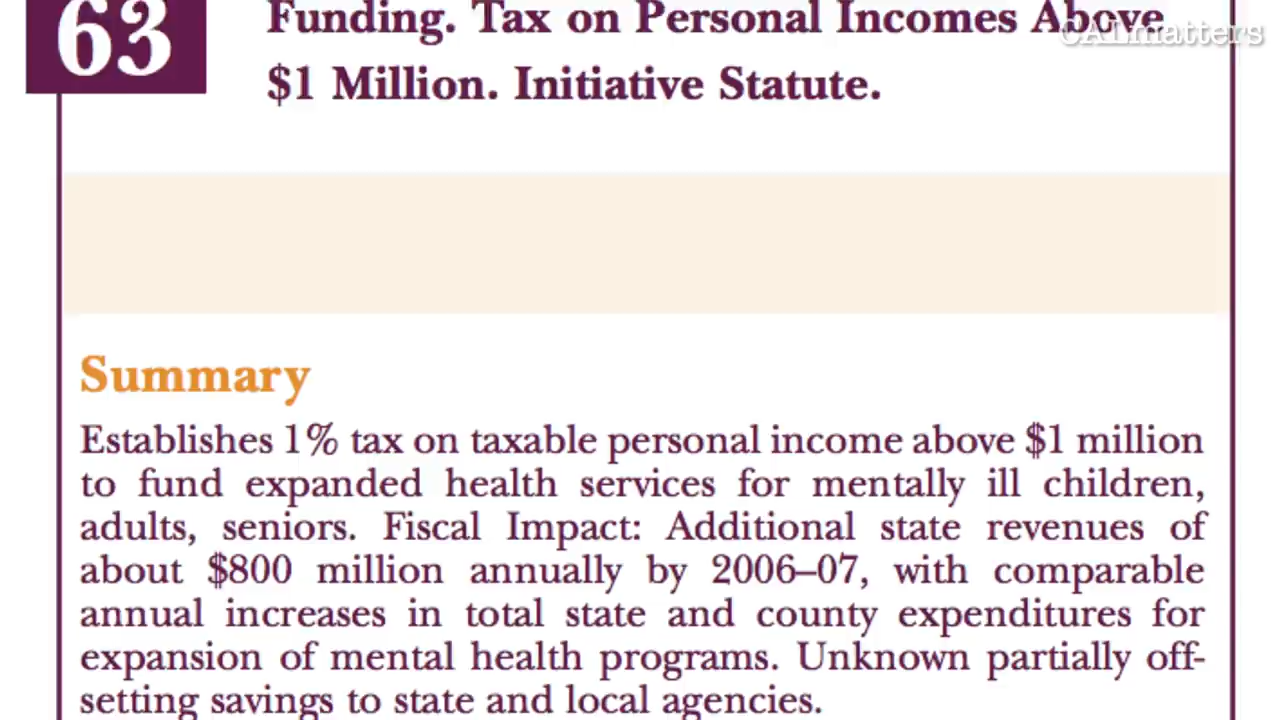 63
Funding. Tax on Personal Incomes Above
$1 Million. Initiative Statute.
CALmatters
Summary
Establishes 1% tax on taxable personal income above $1 million
to fund expanded health services for mentally ill children,
adults, seniors. Fiscal Impact: Additional state revenues of
about $800 million annually by 2006–07, with comparable
annual increases in total state and county expenditures for
expansion of mental health programs. Unknown partially off-
setting savings to state and local agencies.